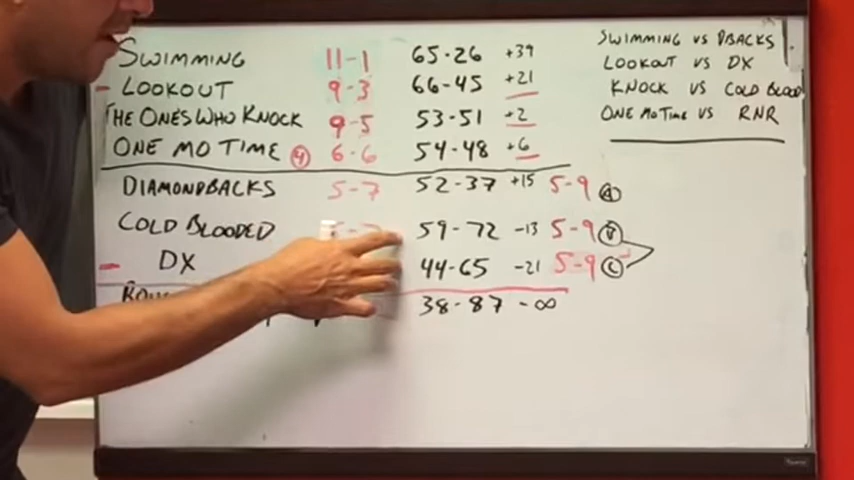 SWIMMING 11-1 65-26 +39
- LOOKOUT 9-3 66-45 +21
THE ONES WHO KNOCK 9-5 53-51 +2
ONE MO TIME 4 6-6 54-48 +6
DIAMONDBACKS 5-7 52-37 +15 5-9 A
COLD BLOODED 59-72 -13 5-9 B
- DX 44-65 -21 5-9 C
38-87 -∞
SWIMMING VS DBACKS
LOOKOUT VS DX
KNOCK VS COLD BLOOD
ONE MO TIME VS RNR